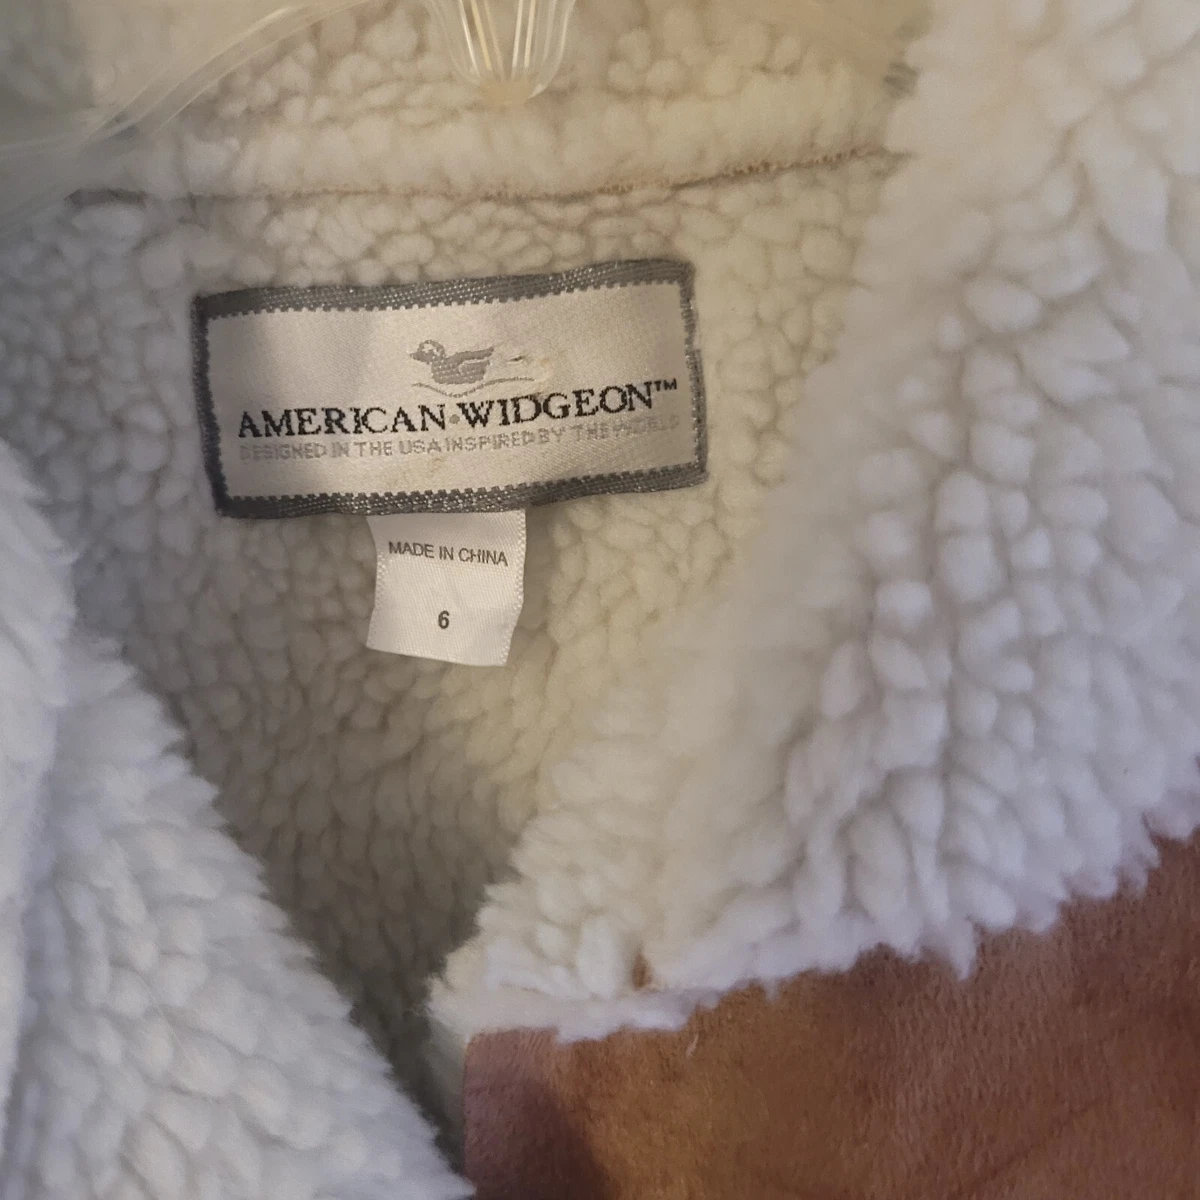 AMERICAN·WIDGEON™
DESIGNED IN THE USA INSPIRED BY THE WORLD
MADE IN CHINA
6